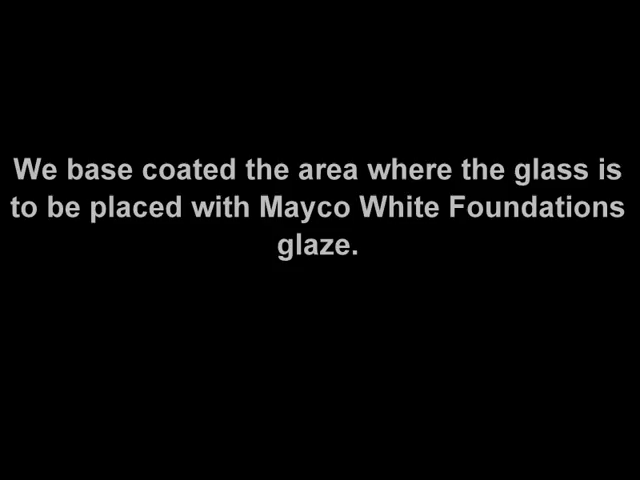 We base coated the area where the glass is
to be placed with Mayco White Foundations
glaze.